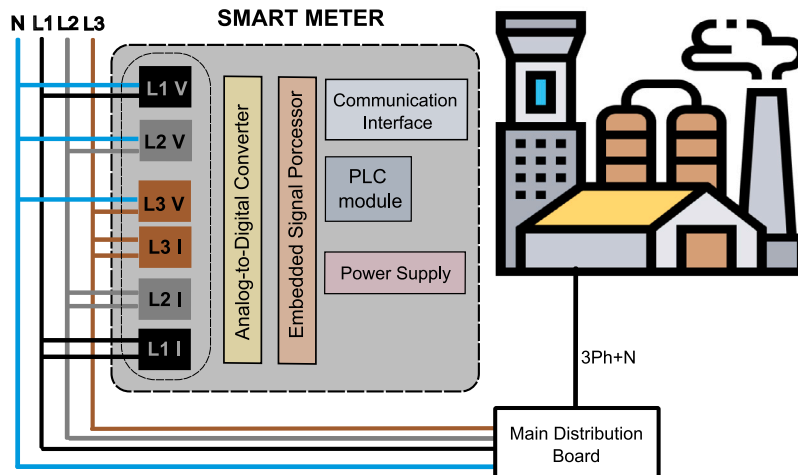 SMART METER
N L1 L2 L3
L1 V
L2 V
L3 V
L3 I
L2 I
L1 I
Analog-to-Digital Converter
Embedded Signal Porcessor
Communication
Interface
PLC
module
Power Supply
3Ph+N
Main Distribution
Board